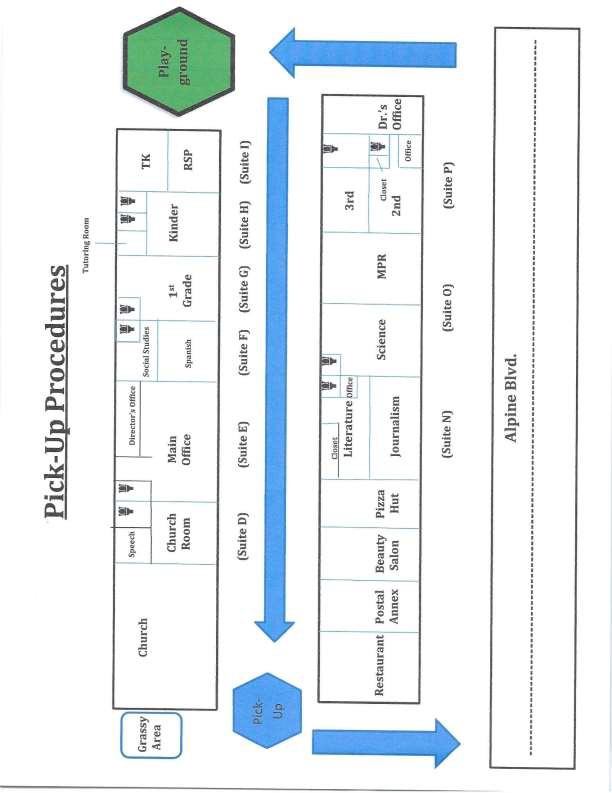 Pick-Up Procedures
Tutoring Room
Grassy
Area
Church
Speech
Church
Room
Director's Office
Main
Office
Social Studies
Spanish
1st
Grade
Kinder
TK
RSP
Play-
ground
(Suite D)
(Suite E)
(Suite F)
(Suite G)
(Suite H)
(Suite I)
Pick-
Up
Restaurant
Postal
Annex
Beauty
Salon
Pizza
Hut
Closet
Literature
Office
Journalism
Science
MPR
3rd
Closet
2nd
Office
Dr.'s
Office
(Suite N)
(Suite O)
(Suite P)
Alpine Blvd.